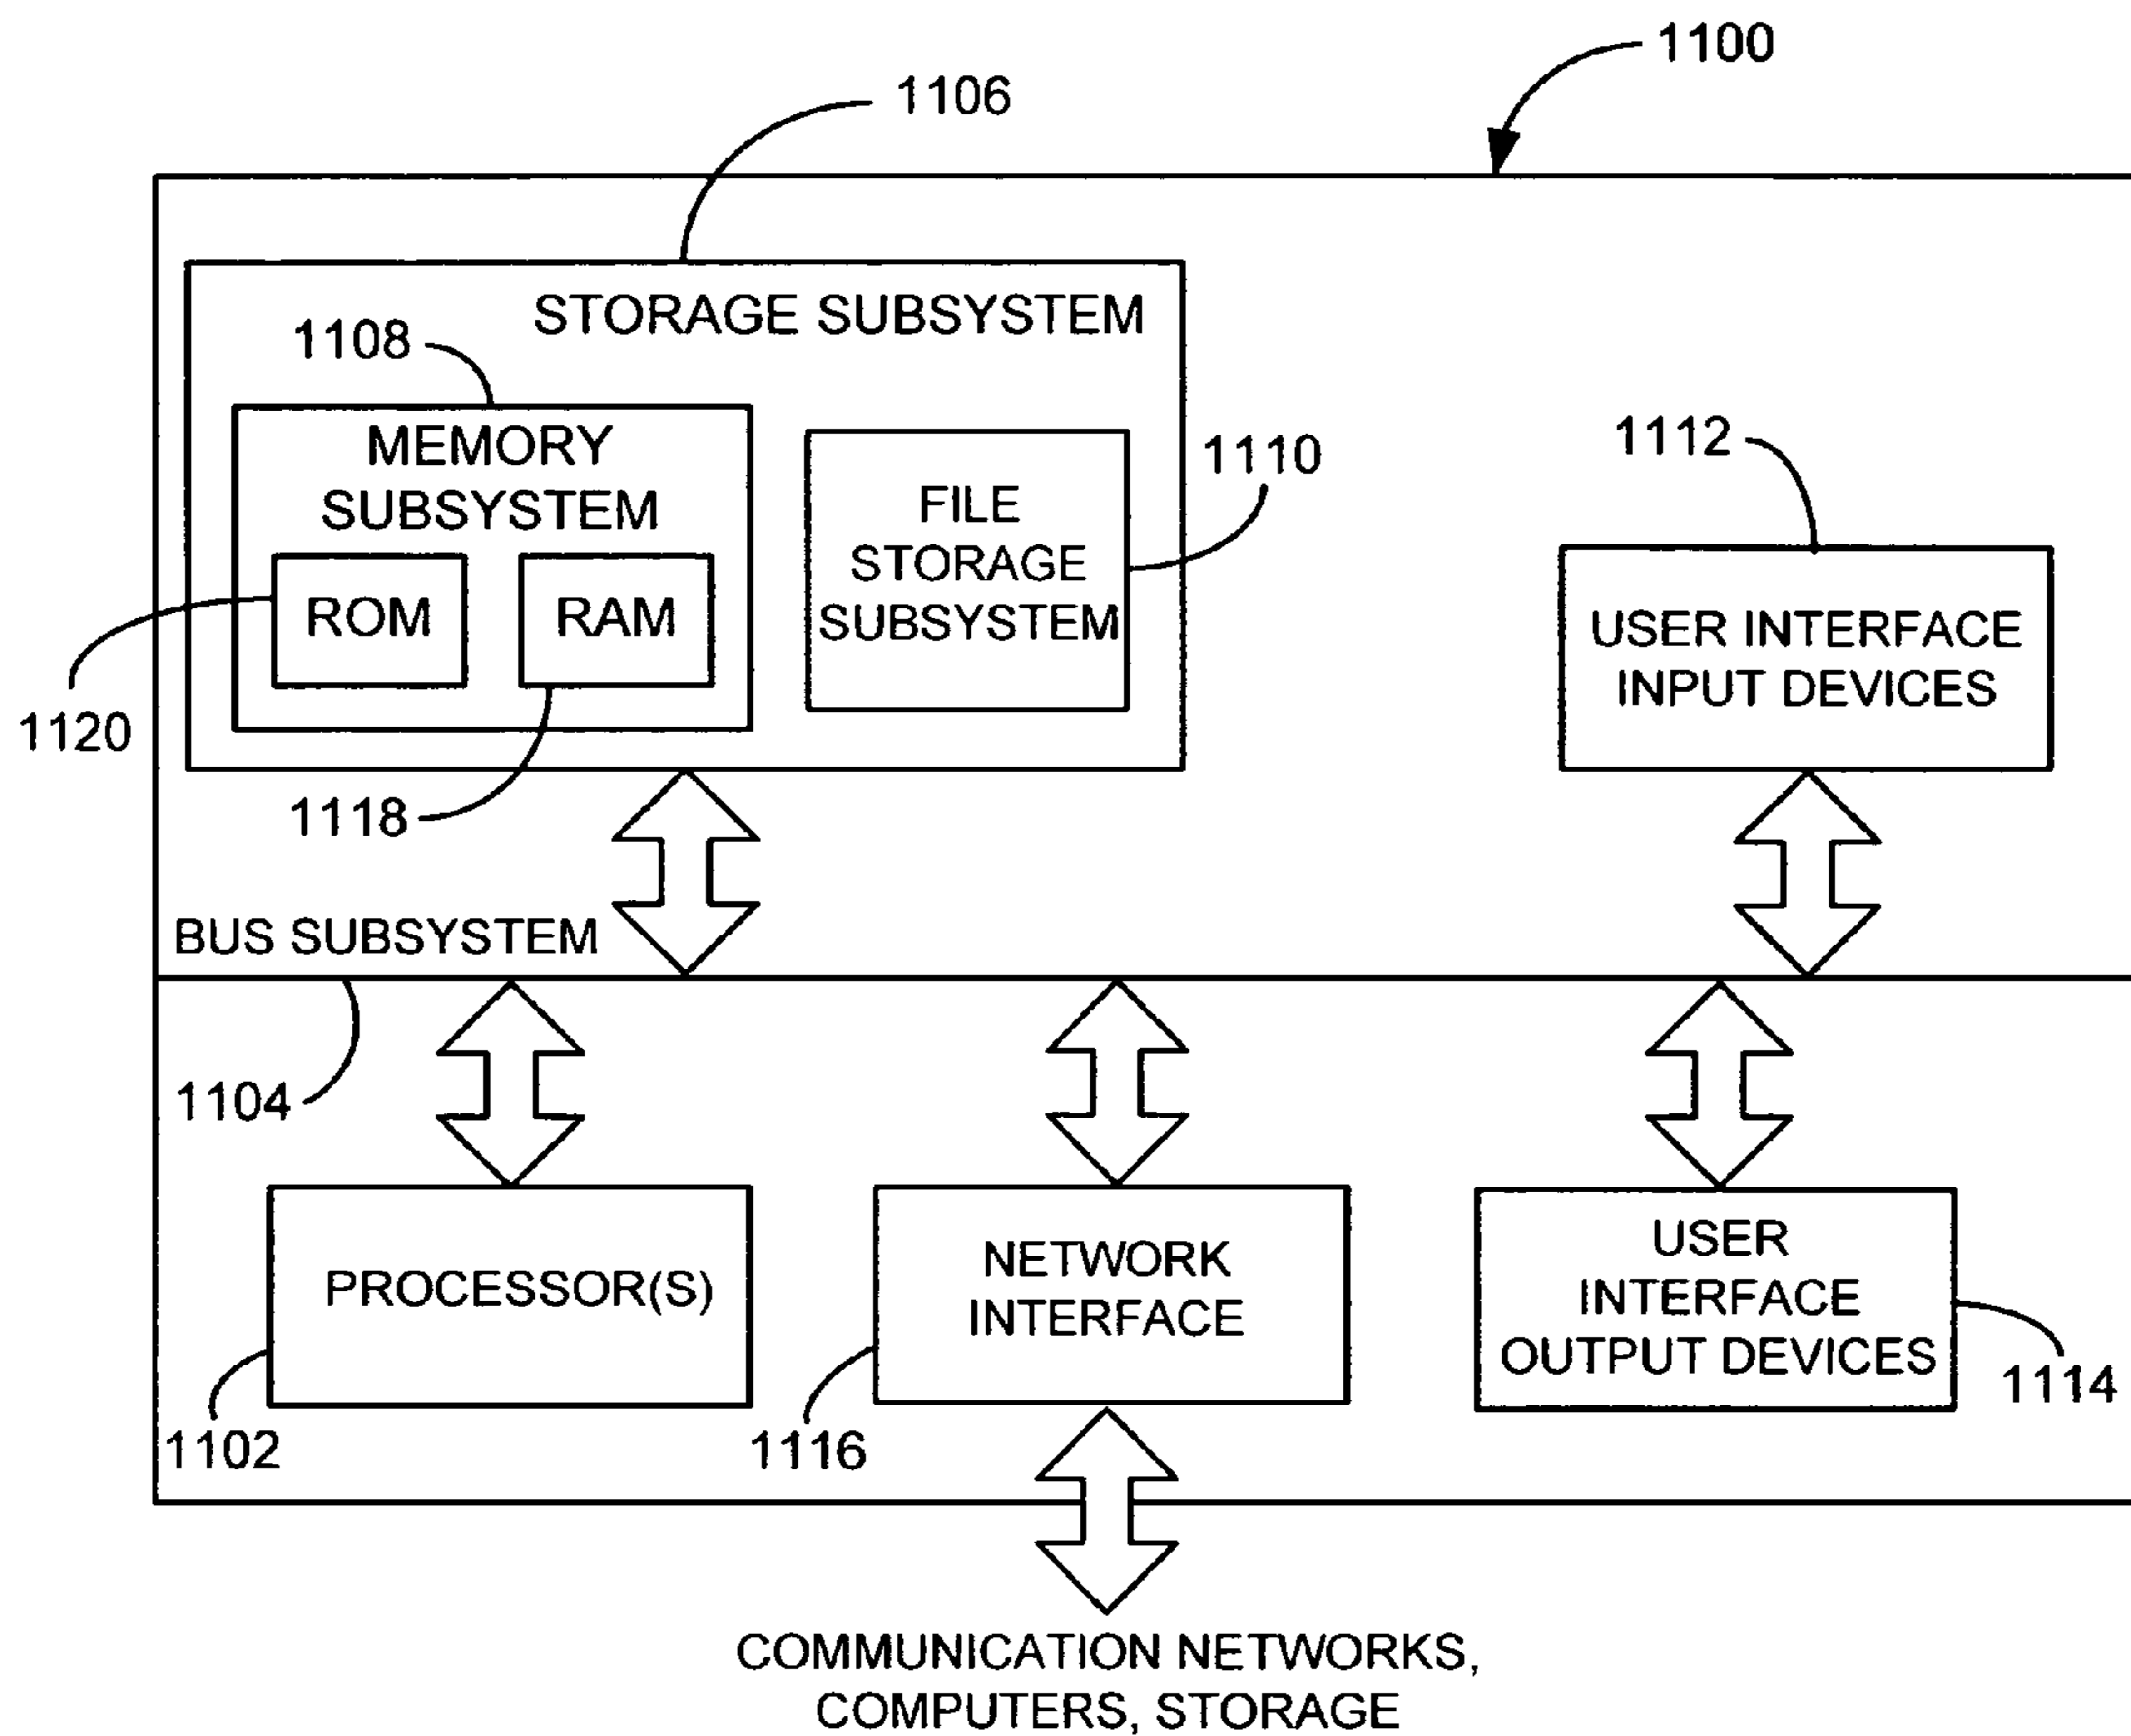 1100
1106
STORAGE SUBSYSTEM
1108
MEMORY
SUBSYSTEM
ROM
RAM
FILE
STORAGE
SUBSYSTEM
1110
1112
USER INTERFACE
INPUT DEVICES
1120
1118
BUS SUBSYSTEM
1104
PROCESSOR(S)
1102
NETWORK
INTERFACE
1116
USER
INTERFACE
OUTPUT DEVICES
1114
COMMUNICATION NETWORKS,
COMPUTERS, STORAGE